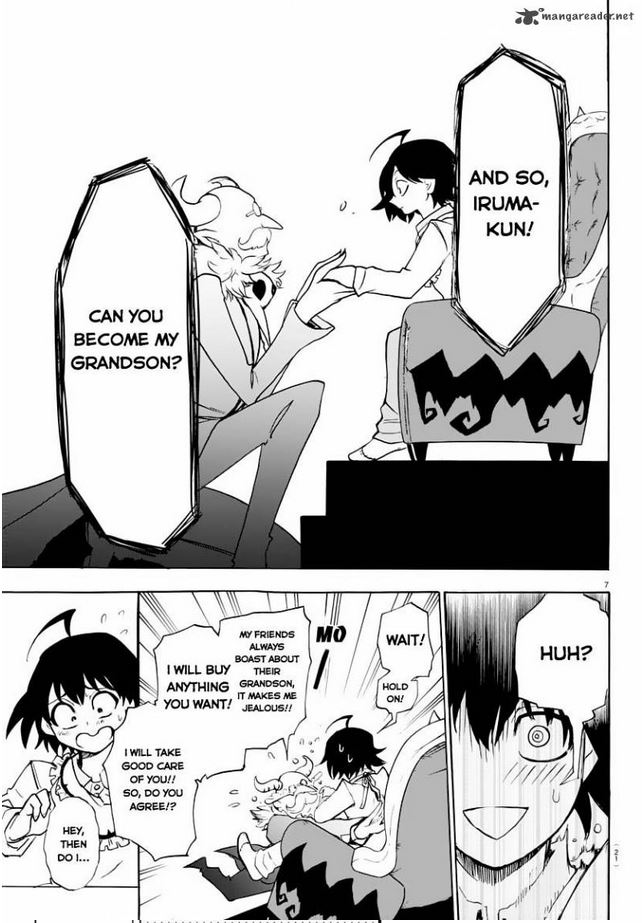 mangareader.net
AND SO,
IRUMA-
KUN!
CAN YOU
BECOME MY
GRANDSON?
7
HUH?
WAIT!
HOLD
ON!
MO
MY FRIENDS
ALWAYS
BOAST ABOUT
THEIR
GRANDSON,
IT MAKES ME
JEALOUS!!
I WILL BUY
ANYTHING
YOU WANT!
I WILL TAKE
GOOD CARE
OF YOU!!
SO, DO YOU
AGREE!?
HEY,
THEN
DO I...
(21)